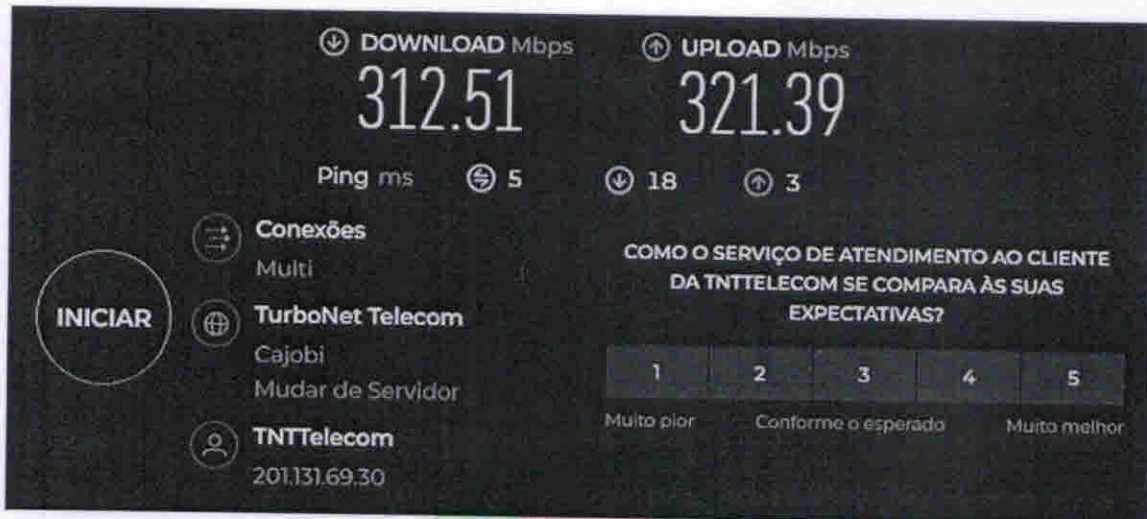 DOWNLOAD Mbps
312.51
UPLOAD Mbps
321.39
Ping ms 5 18 3
Conexões
Multi
INICIAR
TurboNet Telecom
Cajobi
Mudar de Servidor
TNTTelecom
201.131.69.30
COMO O SERVIÇO DE ATENDIMENTO AO CLIENTE
DA TNTTELECOM SE COMPARA ÀS SUAS
EXPECTATIVAS?
1 2 3 4 5
Muito pior Conforme o esperado Muito melhor